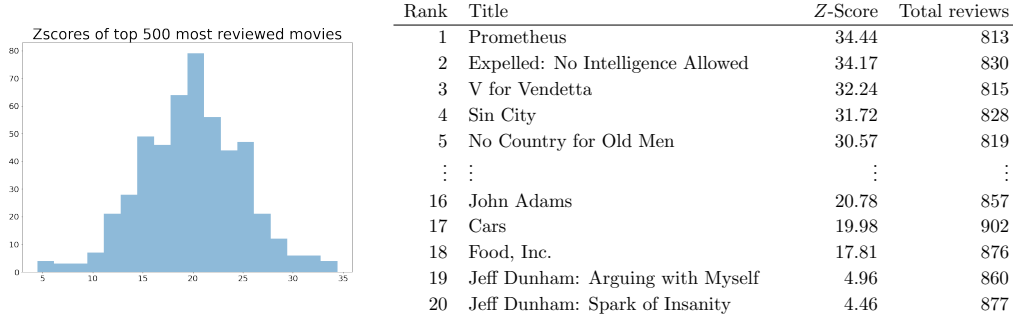 Zscores of top 500 most reviewed movies
80
70
60
50
40
30
20
10
0
5 10 15 20 25 30 35
Rank Title Z-Score Total reviews
1 Prometheus 34.44 813
2 Expelled: No Intelligence Allowed 34.17 830
3 V for Vendetta 32.24 815
4 Sin City 31.72 828
5 No Country for Old Men 30.57 819
⋮ ⋮ ⋮ ⋮
16 John Adams 20.78 857
17 Cars 19.98 902
18 Food, Inc. 17.81 876
19 Jeff Dunham: Arguing with Myself 4.96 860
20 Jeff Dunham: Spark of Insanity 4.46 877